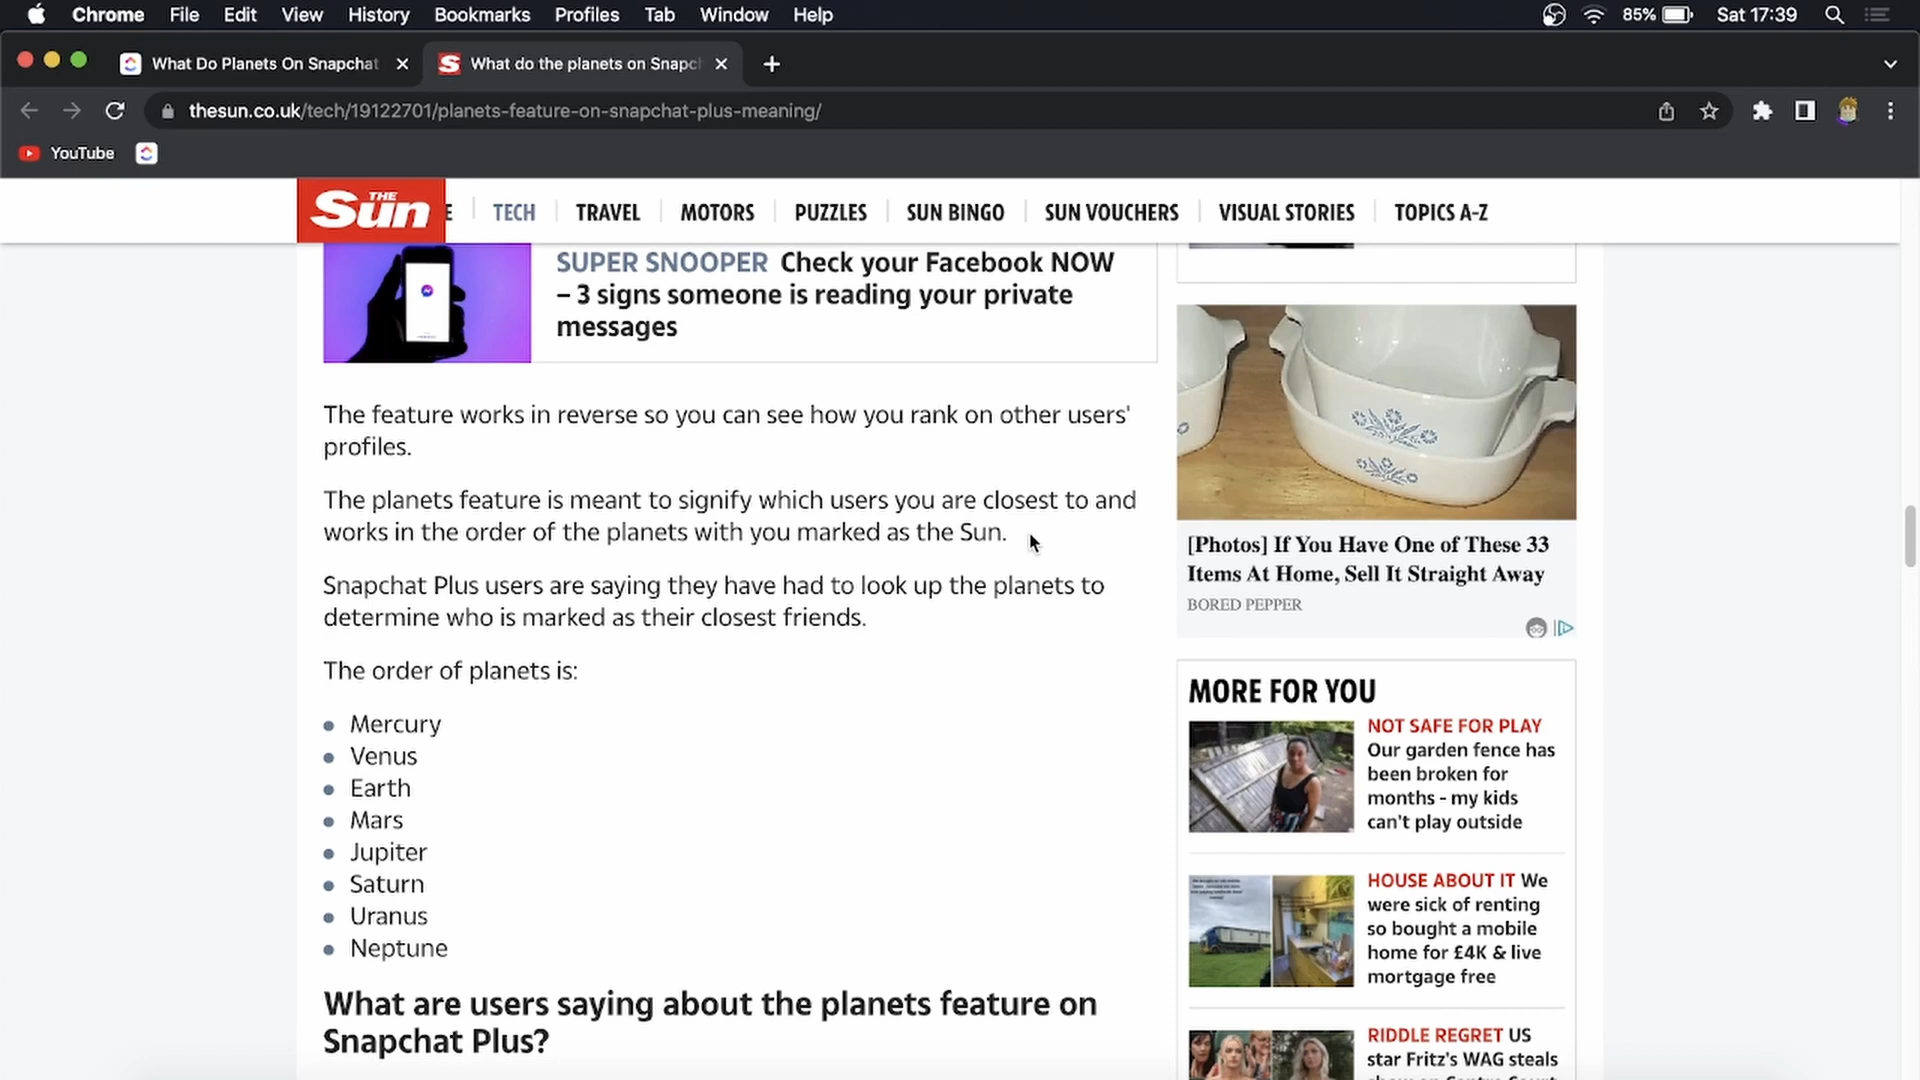 Chrome File Edit View History Bookmarks Profiles Tab Window Help 85% Sat 17:39
What Do Planets On Snapchat
What do the planets on Snapc
thesun.co.uk/tech/19122701/planets-feature-on-snapchat-plus-meaning/
YouTube
THE
Sun
E TECH TRAVEL MOTORS PUZZLES SUN BINGO SUN VOUCHERS VISUAL STORIES TOPICS A-Z
SUPER SNOOPER Check your Facebook NOW
– 3 signs someone is reading your private
messages
The feature works in reverse so you can see how you rank on other users'
profiles.
The planets feature is meant to signify which users you are closest to and
works in the order of the planets with you marked as the Sun.
Snapchat Plus users are saying they have had to look up the planets to
determine who is marked as their closest friends.
The order of planets is:
Mercury
Venus
Earth
Mars
Jupiter
Saturn
Uranus
Neptune
What are users saying about the planets feature on
Snapchat Plus?
[Photos] If You Have One of These 33
Items At Home, Sell It Straight Away
BORED PEPPER
MORE FOR YOU
NOT SAFE FOR PLAY
Our garden fence has
been broken for
months - my kids
can't play outside
HOUSE ABOUT IT We
were sick of renting
so bought a mobile
home for £4K & live
mortgage free
RIDDLE REGRET US
star Fritz's WAG steals